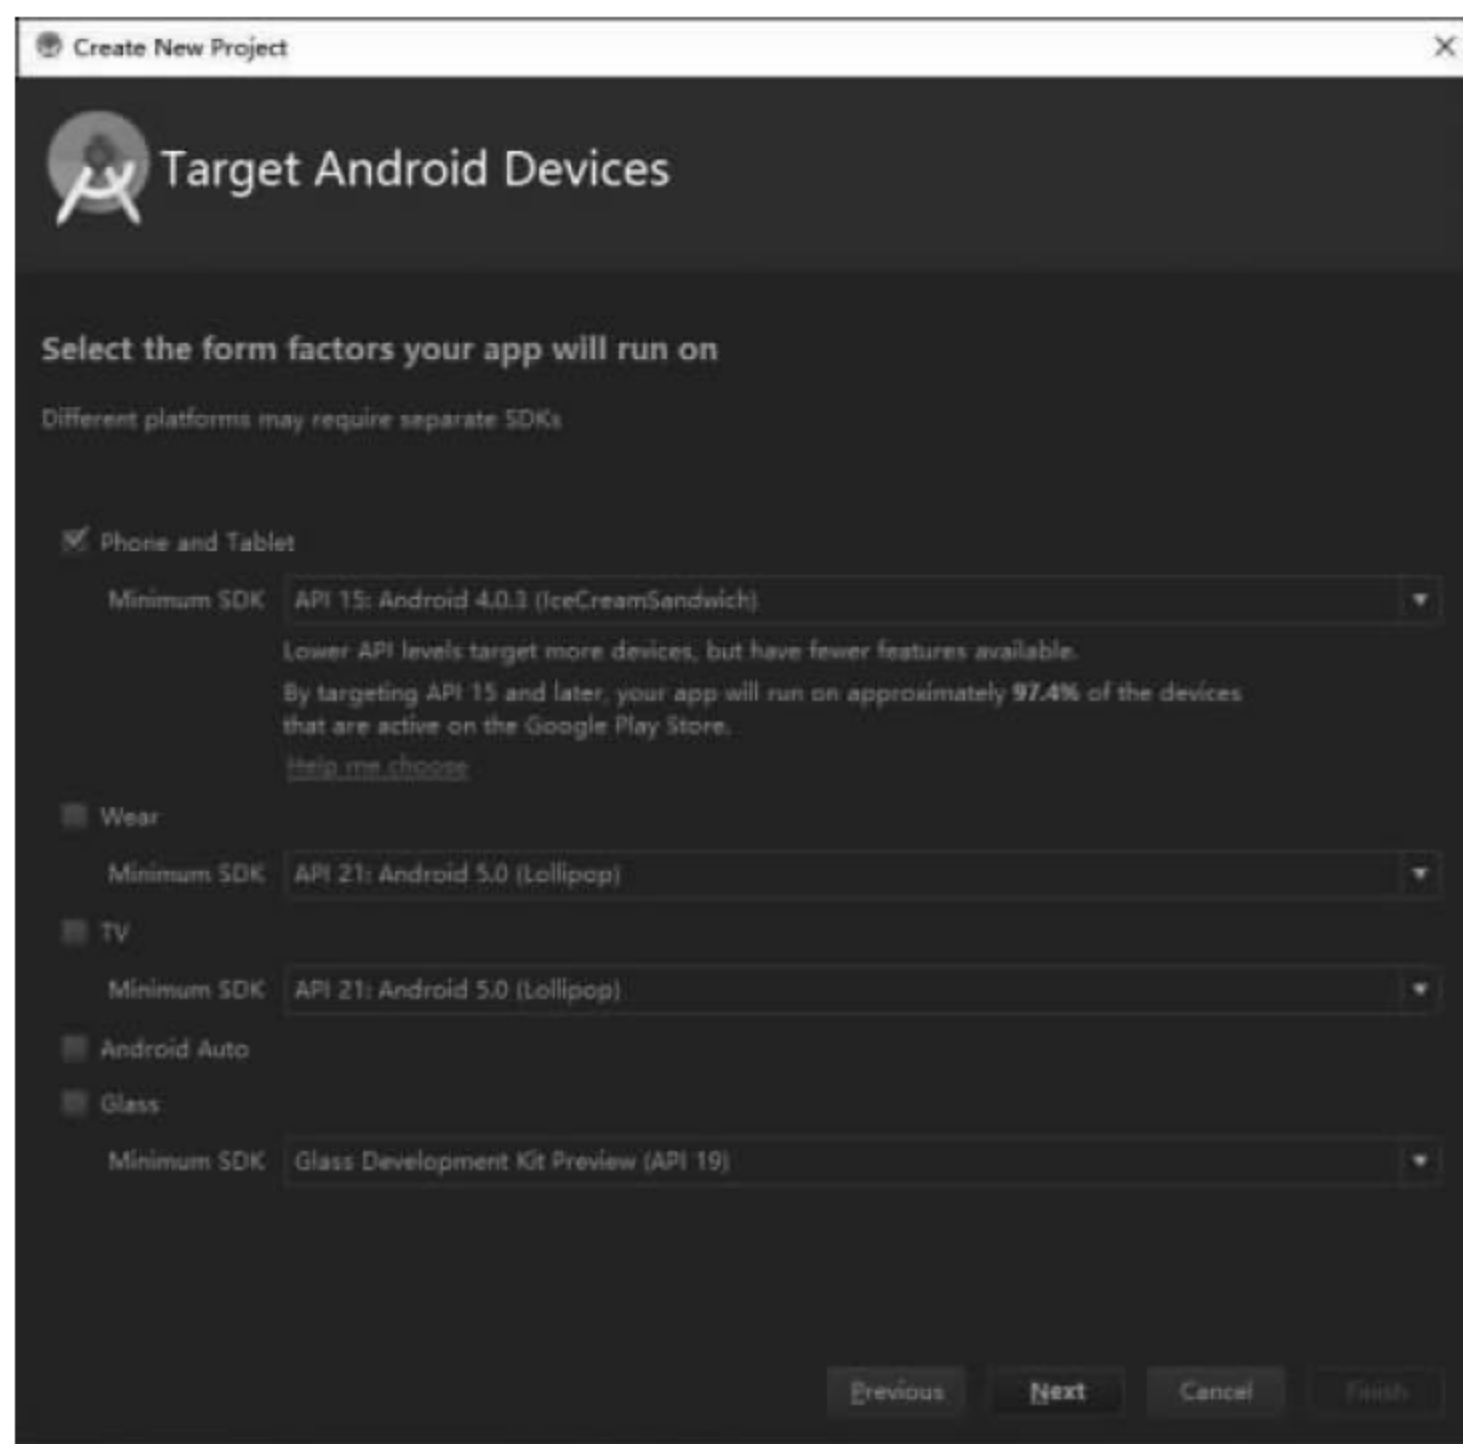 Create New Project
Target Android Devices
Select the form factors your app will run on
Different platforms may require separate SDKs
Phone and Tablet
Minimum SDK API 15: Android 4.0.3 (IceCreamSandwich)
Lower API levels target more devices, but have fewer features available.
By targeting API 15 and later, your app will run on approximately 97.4% of the devices
that are active on the Google Play Store.
Help me choose
Wear
Minimum SDK API 21: Android 5.0 (Lollipop)
TV
Minimum SDK API 21: Android 5.0 (Lollipop)
Android Auto
Glass
Minimum SDK Glass Development Kit Preview (API 19)
Previous Next Cancel Finish